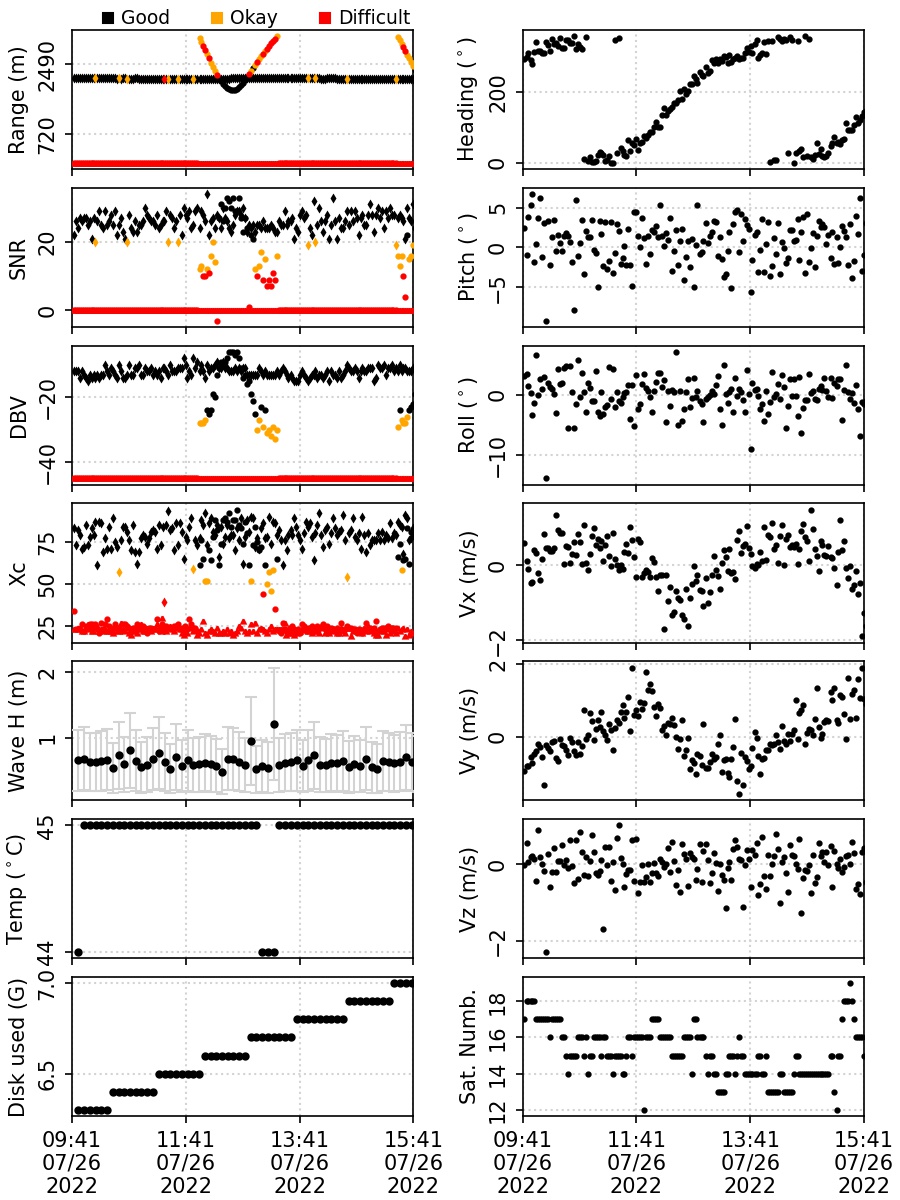 Good Okay Difficult
Range (m)
2490
720
Heading (°)
200
0
SNR
20
0
Pitch (°)
5
0
−5
DBV
−20
−40
Roll (°)
0
−10
Xc
75
50
25
Vx (m/s)
0
−2
Wave H (m)
2
1
Vy (m/s)
2
0
Temp (°C)
45
44
Vz (m/s)
0
−2
Disk used (G)
7.0
6.5
Sat. Numb.
18
16
14
12
09:41 11:41 13:41 15:41
07/26 07/26 07/26 07/26
2022 2022 2022 2022
09:41 11:41 13:41 15:41
07/26 07/26 07/26 07/26
2022 2022 2022 2022